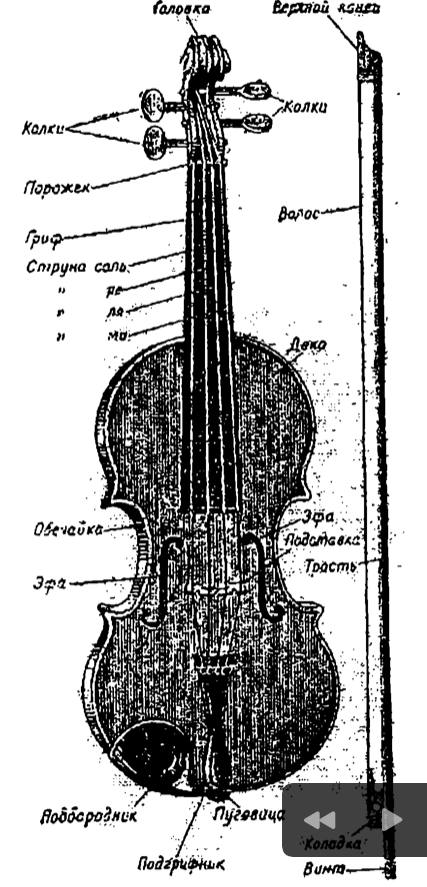 Головка
Верхний конец
Колки
Колки
Порожек
Волос
Гриф
Струна соль
" ре
" ля
" ми
Дека
Обечайка
Эфа
Подставка
Эфа
Трость
Подбородник
Пуговица
Колодка
Подгрифник
Винт